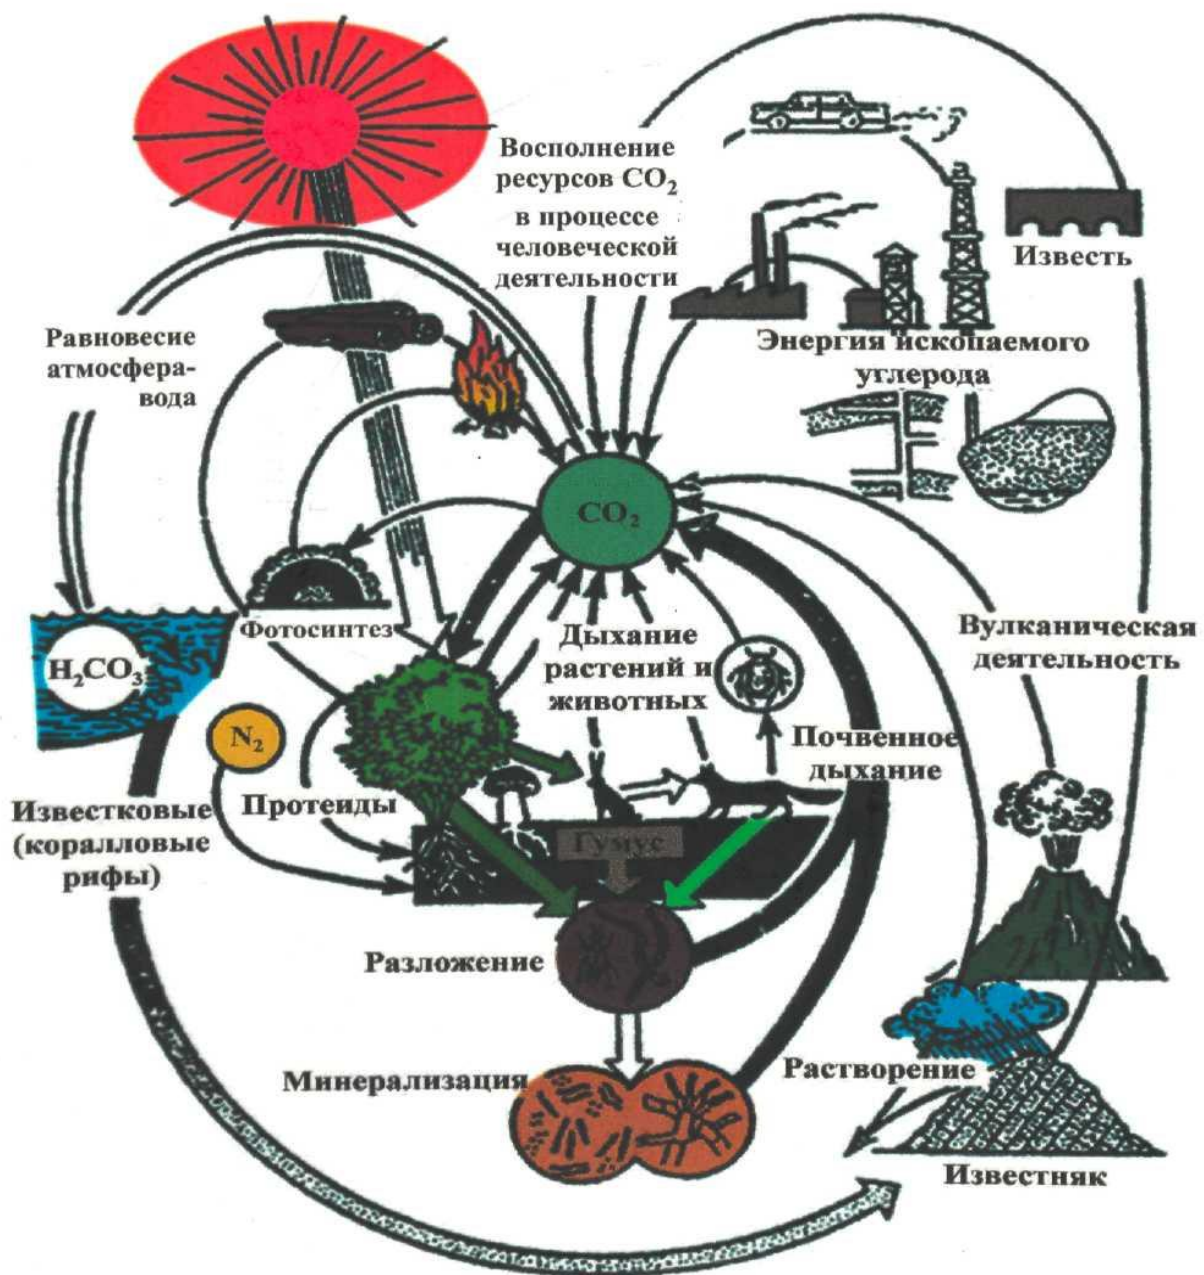 Восполнение
ресурсов CO₂
в процессе
человеческой
деятельности
Известь
Равновесие
атмосфера-
вода
Энергия ископаемого
углерода
CO₂
Фотосинтез
H₂CO₃
Дыхание
растений и
животных
Вулканическая
деятельность
N₂
Почвенное
дыхание
Известковые
(коралловые
рифы)
Протеиды
Гумус
Разложение
Минерализация
Растворение
Известняк